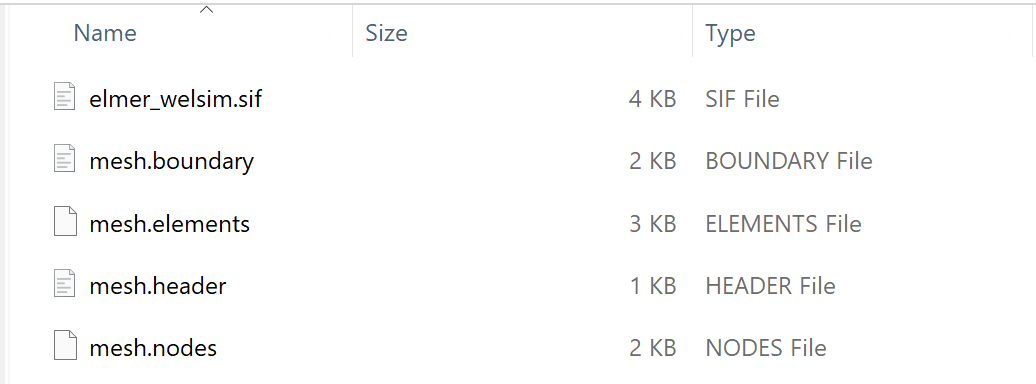 Name Size Type
elmer_welsim.sif 4 KB SIF File
mesh.boundary 2 KB BOUNDARY File
mesh.elements 3 KB ELEMENTS File
mesh.header 1 KB HEADER File
mesh.nodes 2 KB NODES File